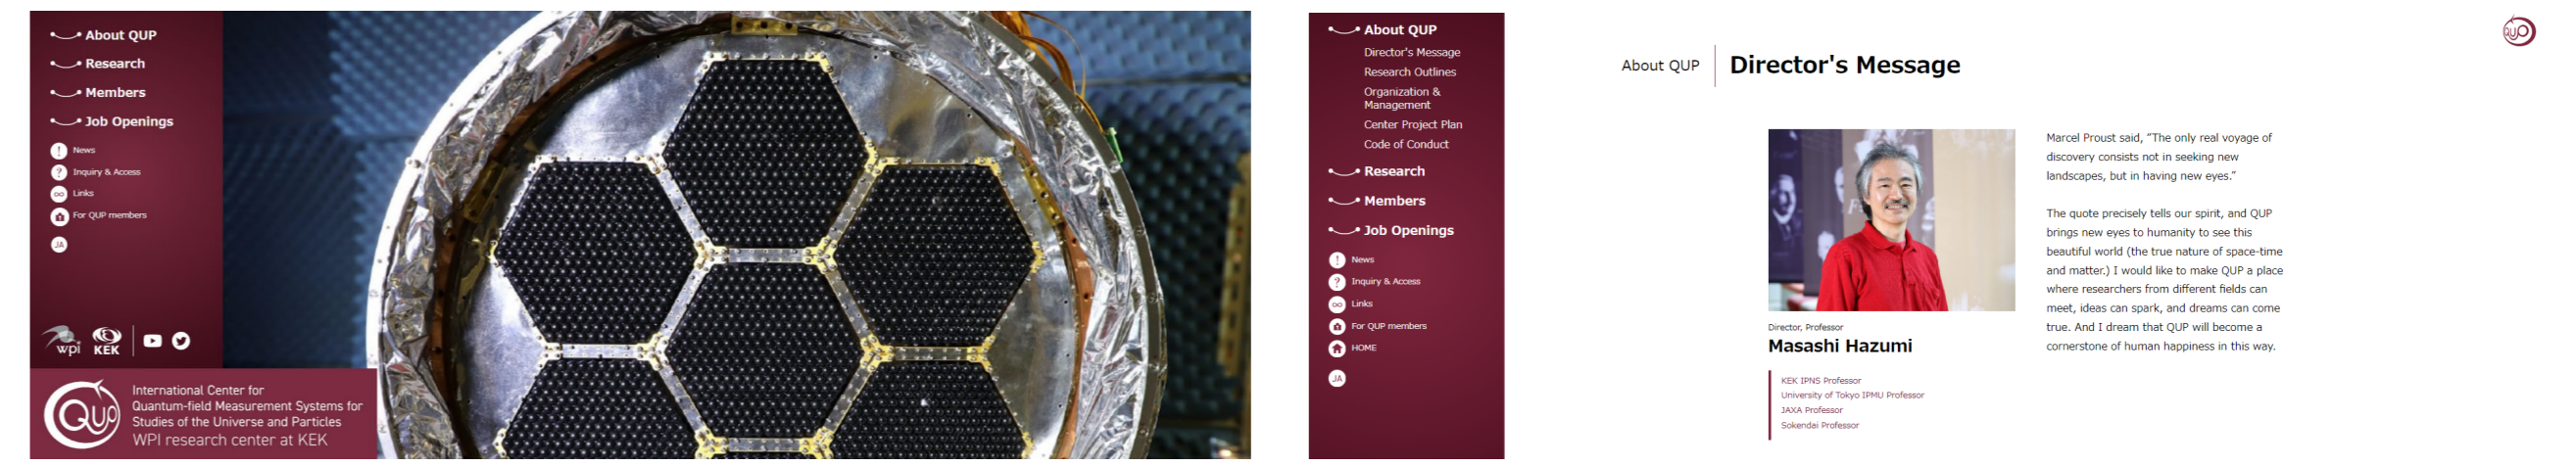 About QUP
Research
Members
Job Openings
News
Inquiry & Access
Links
For QUP members
JA
wpi
KEK
QUP
International Center for
Quantum-field Measurement Systems for
Studies of the Universe and Particles
WPI research center at KEK
About QUP
Director's Message
Research Outlines
Organization &
Management
Center Project Plan
Code of Conduct
Research
Members
Job Openings
News
Inquiry & Access
Links
For QUP members
HOME
JA
QUP
About QUP
Director's Message
Director, Professor
Masashi Hazumi
KEK IPNS Professor
University of Tokyo IPMU Professor
JAXA Professor
Sokendai Professor
Marcel Proust said, “The only real voyage of
discovery consists not in seeking new
landscapes, but in having new eyes.”
The quote precisely tells our spirit, and QUP
brings new eyes to humanity to see this
beautiful world (the true nature of space-time
and matter.) I would like to make QUP a place
where researchers from different fields can
meet, ideas can spark, and dreams can come
true. And I dream that QUP will become a
cornerstone of human happiness in this way.